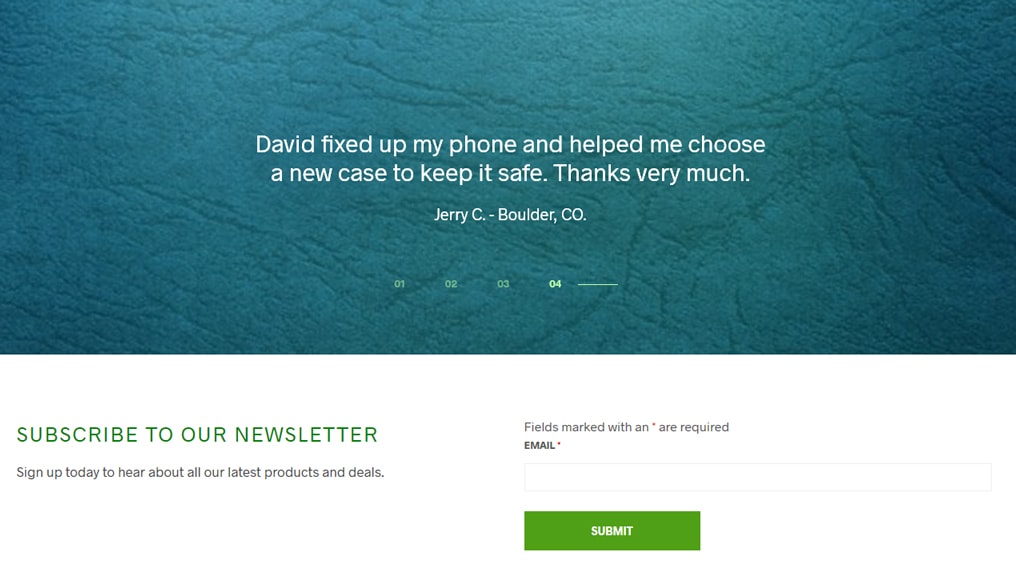 David fixed up my phone and helped me choose
a new case to keep it safe. Thanks very much.
Jerry C. - Boulder, CO.
01 02 03 04
SUBSCRIBE TO OUR NEWSLETTER
Sign up today to hear about all our latest products and deals.
Fields marked with an * are required
EMAIL *
SUBMIT